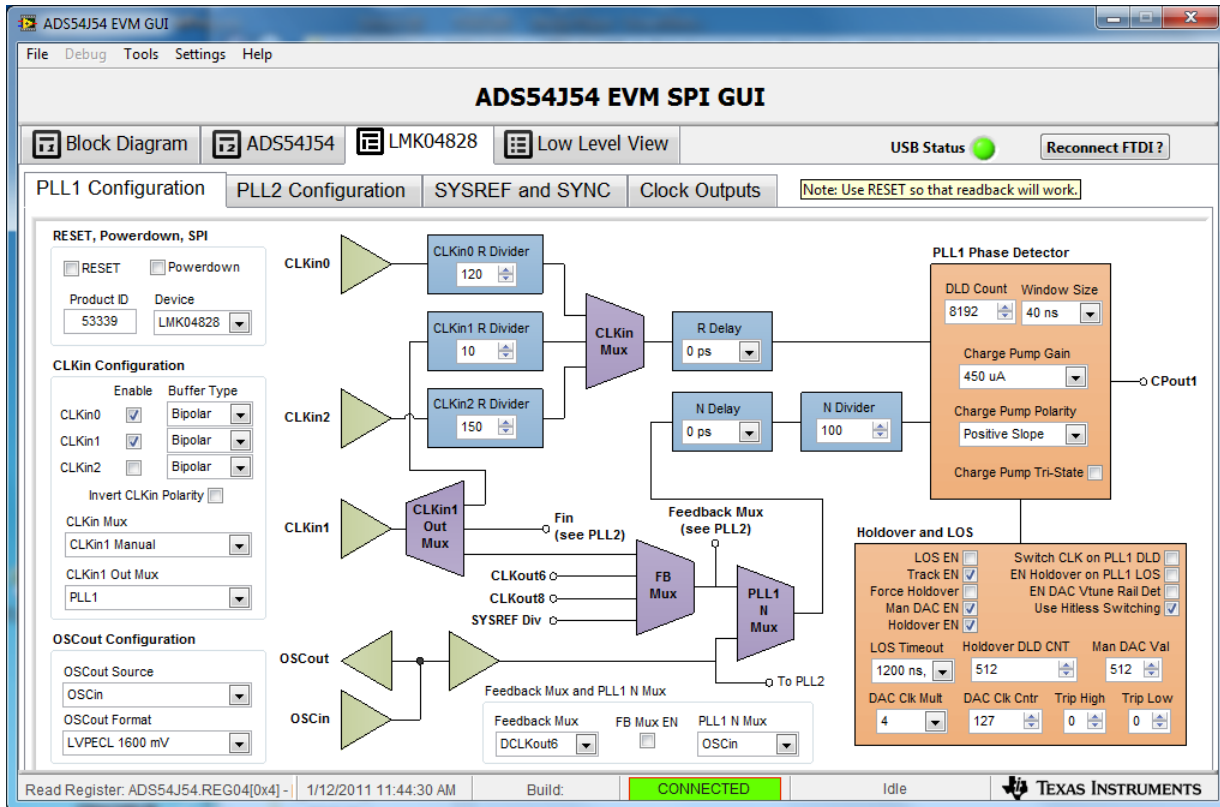 ADS54J54 EVM GUI
File Debug Tools Settings Help
ADS54J54 EVM SPI GUI
Block Diagram ADS54J54 LMK04828 Low Level View USB Status Reconnect FTDI ?
PLL1 Configuration PLL2 Configuration SYSREF and SYNC Clock Outputs Note: Use RESET so that readback will work.
RESET, Powerdown, SPI
RESET Powerdown
Product ID Device
53339 LMK04828
CLKin Configuration
Enable Buffer Type
CLKin0 Bipolar
CLKin1 Bipolar
CLKin2 Bipolar
Invert CLKin Polarity
CLKin Mux
CLKin1 Manual
CLKin1 Out Mux
PLL1
OSCout Configuration
OSCout Source
OSCin
OSCout Format
LVPECL 1600 mV
CLKin0
CLKin0 R Divider
120
CLKin1 R Divider
10
CLKin2
CLKin2 R Divider
150
CLKin
Mux
R Delay
0 ps
N Delay
0 ps
N Divider
100
CLKin1
CLKin1
Out
Mux
Fin
(see PLL2)
Feedback Mux
(see PLL2)
CLKout6
CLKout8
SYSREF Div
FB
Mux
PLL1
N
Mux
OSCout
OSCin
To PLL2
Feedback Mux and PLL1 N Mux
Feedback Mux FB Mux EN PLL1 N Mux
DCLKout6 OSCin
PLL1 Phase Detector
DLD Count Window Size
8192 40 ns
Charge Pump Gain
450 uA
CPout1
Charge Pump Polarity
Positive Slope
Charge Pump Tri-State
Holdover and LOS
LOS EN Switch CLK on PLL1 DLD
Track EN EN Holdover on PLL1 LOS
Force Holdover EN DAC Vtune Rail Det
Man DAC EN Use Hitless Switching
Holdover EN
LOS Timeout Holdover DLD CNT Man DAC Val
1200 ns, 512 512
DAC Clk Mult DAC Clk Cntr Trip High Trip Low
4 127 0 0
Read Register: ADS54J54.REG04[0x4] - 1/12/2011 11:44:30 AM Build: CONNECTED Idle TEXAS INSTRUMENTS